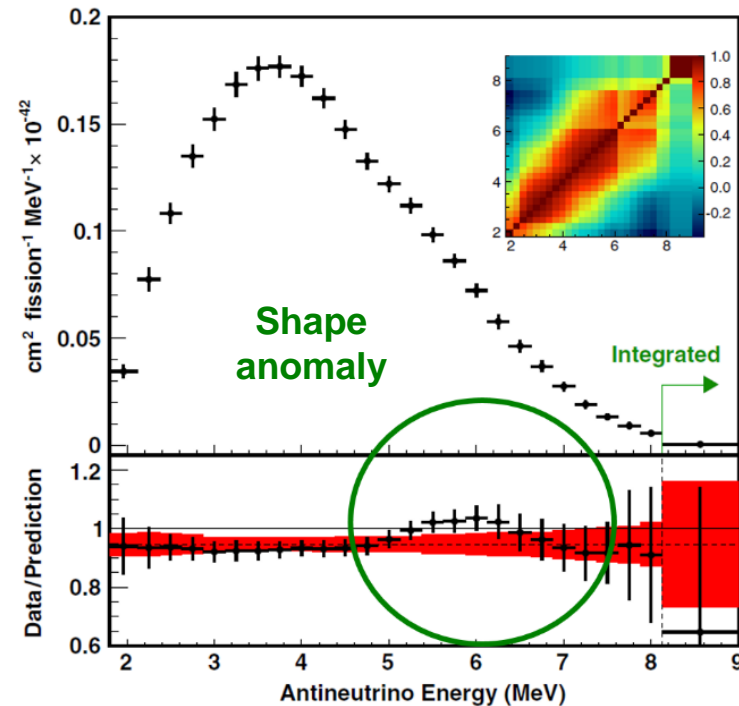 0.2
0.15
0.1
0.05
0
cm² fission⁻¹ MeV⁻¹× 10⁻⁴²
8
6
4
2
2 4 6 8
1.0
0.8
0.6
0.4
0.2
0.0
-0.2
Shape
anomaly
Integrated
1.2
1
0.8
0.6
Data/Prediction
2 3 4 5 6 7 8 9
Antineutrino Energy (MeV)